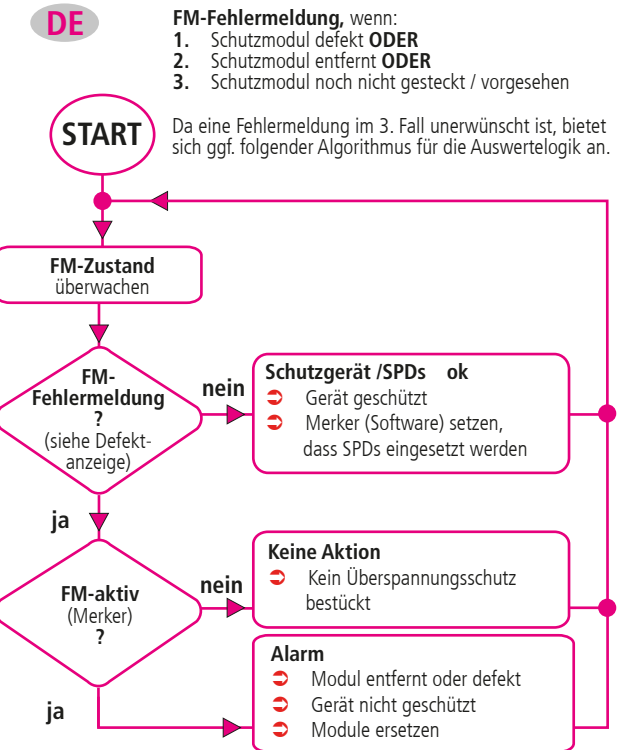 DE
FM-Fehlermeldung, wenn:
1. Schutzmodul defekt ODER
2. Schutzmodul entfernt ODER
3. Schutzmodul noch nicht gesteckt / vorgesehen
START
Da eine Fehlermeldung im 3. Fall unerwünscht ist, bietet
sich ggf. folgender Algorithmus für die Auswertelogik an.
FM-Zustand
überwachen
FM-
Fehlermeldung
?
(siehe Defekt-
anzeige)
nein
Schutzgerät /SPDs ok
Gerät geschützt
Merker (Software) setzen,
dass SPDs eingesetzt werden
ja
FM-aktiv
(Merker)
?
nein
Keine Aktion
Kein Überspannungsschutz
bestückt
ja
Alarm
Modul entfernt oder defekt
Gerät nicht geschützt
Module ersetzen